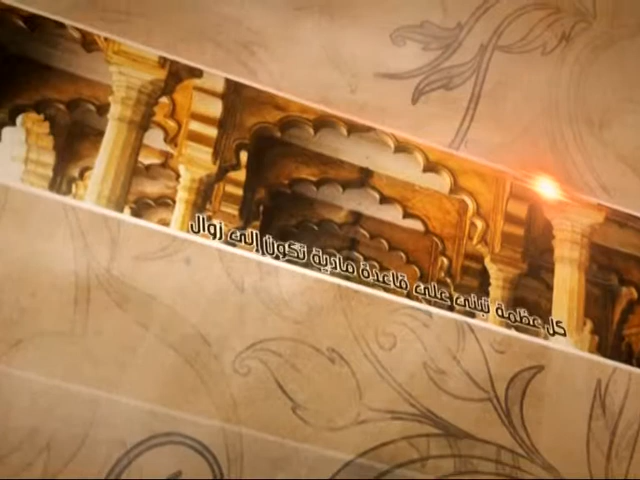 كل عظمة تبنى على قاعدة مادية تكون إلى زوال